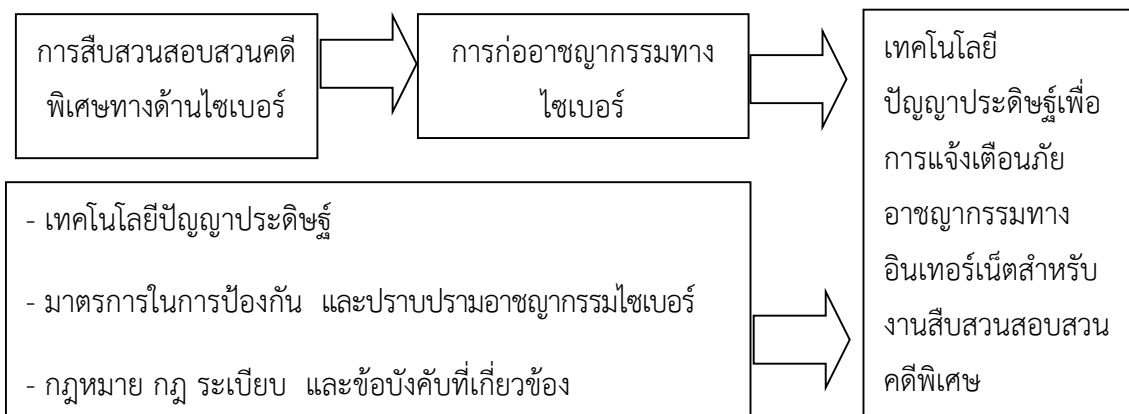 การสืบสวนสอบสวนคดี
พิเศษทางด้านไซเบอร์
การก่ออาชญากรรมทาง
ไซเบอร์
เทคโนโลยี
ปัญญาประดิษฐ์เพื่อ
การแจ้งเตือนภัย
อาชญากรรมทาง
อินเทอร์เน็ตสำหรับ
งานสืบสวนสอบสวน
คดีพิเศษ
- เทคโนโลยีปัญญาประดิษฐ์
- มาตรการในการป้องกัน และปราบปรามอาชญากรรมไซเบอร์
- กฎหมาย กฎ ระเบียบ และข้อบังคับที่เกี่ยวข้อง